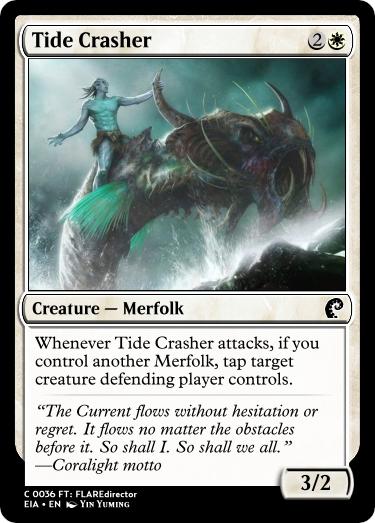 Tide Crasher 2
Creature — Merfolk
Whenever Tide Crasher attacks, if you
control another Merfolk, tap target
creature defending player controls.
“The Current flows without hesitation or
regret. It flows no matter the obstacles
before it. So shall I. So shall we all.”
—Coralight motto
3/2
C 0036 FT: FLAREdirector
EIA • EN Yin Yuming